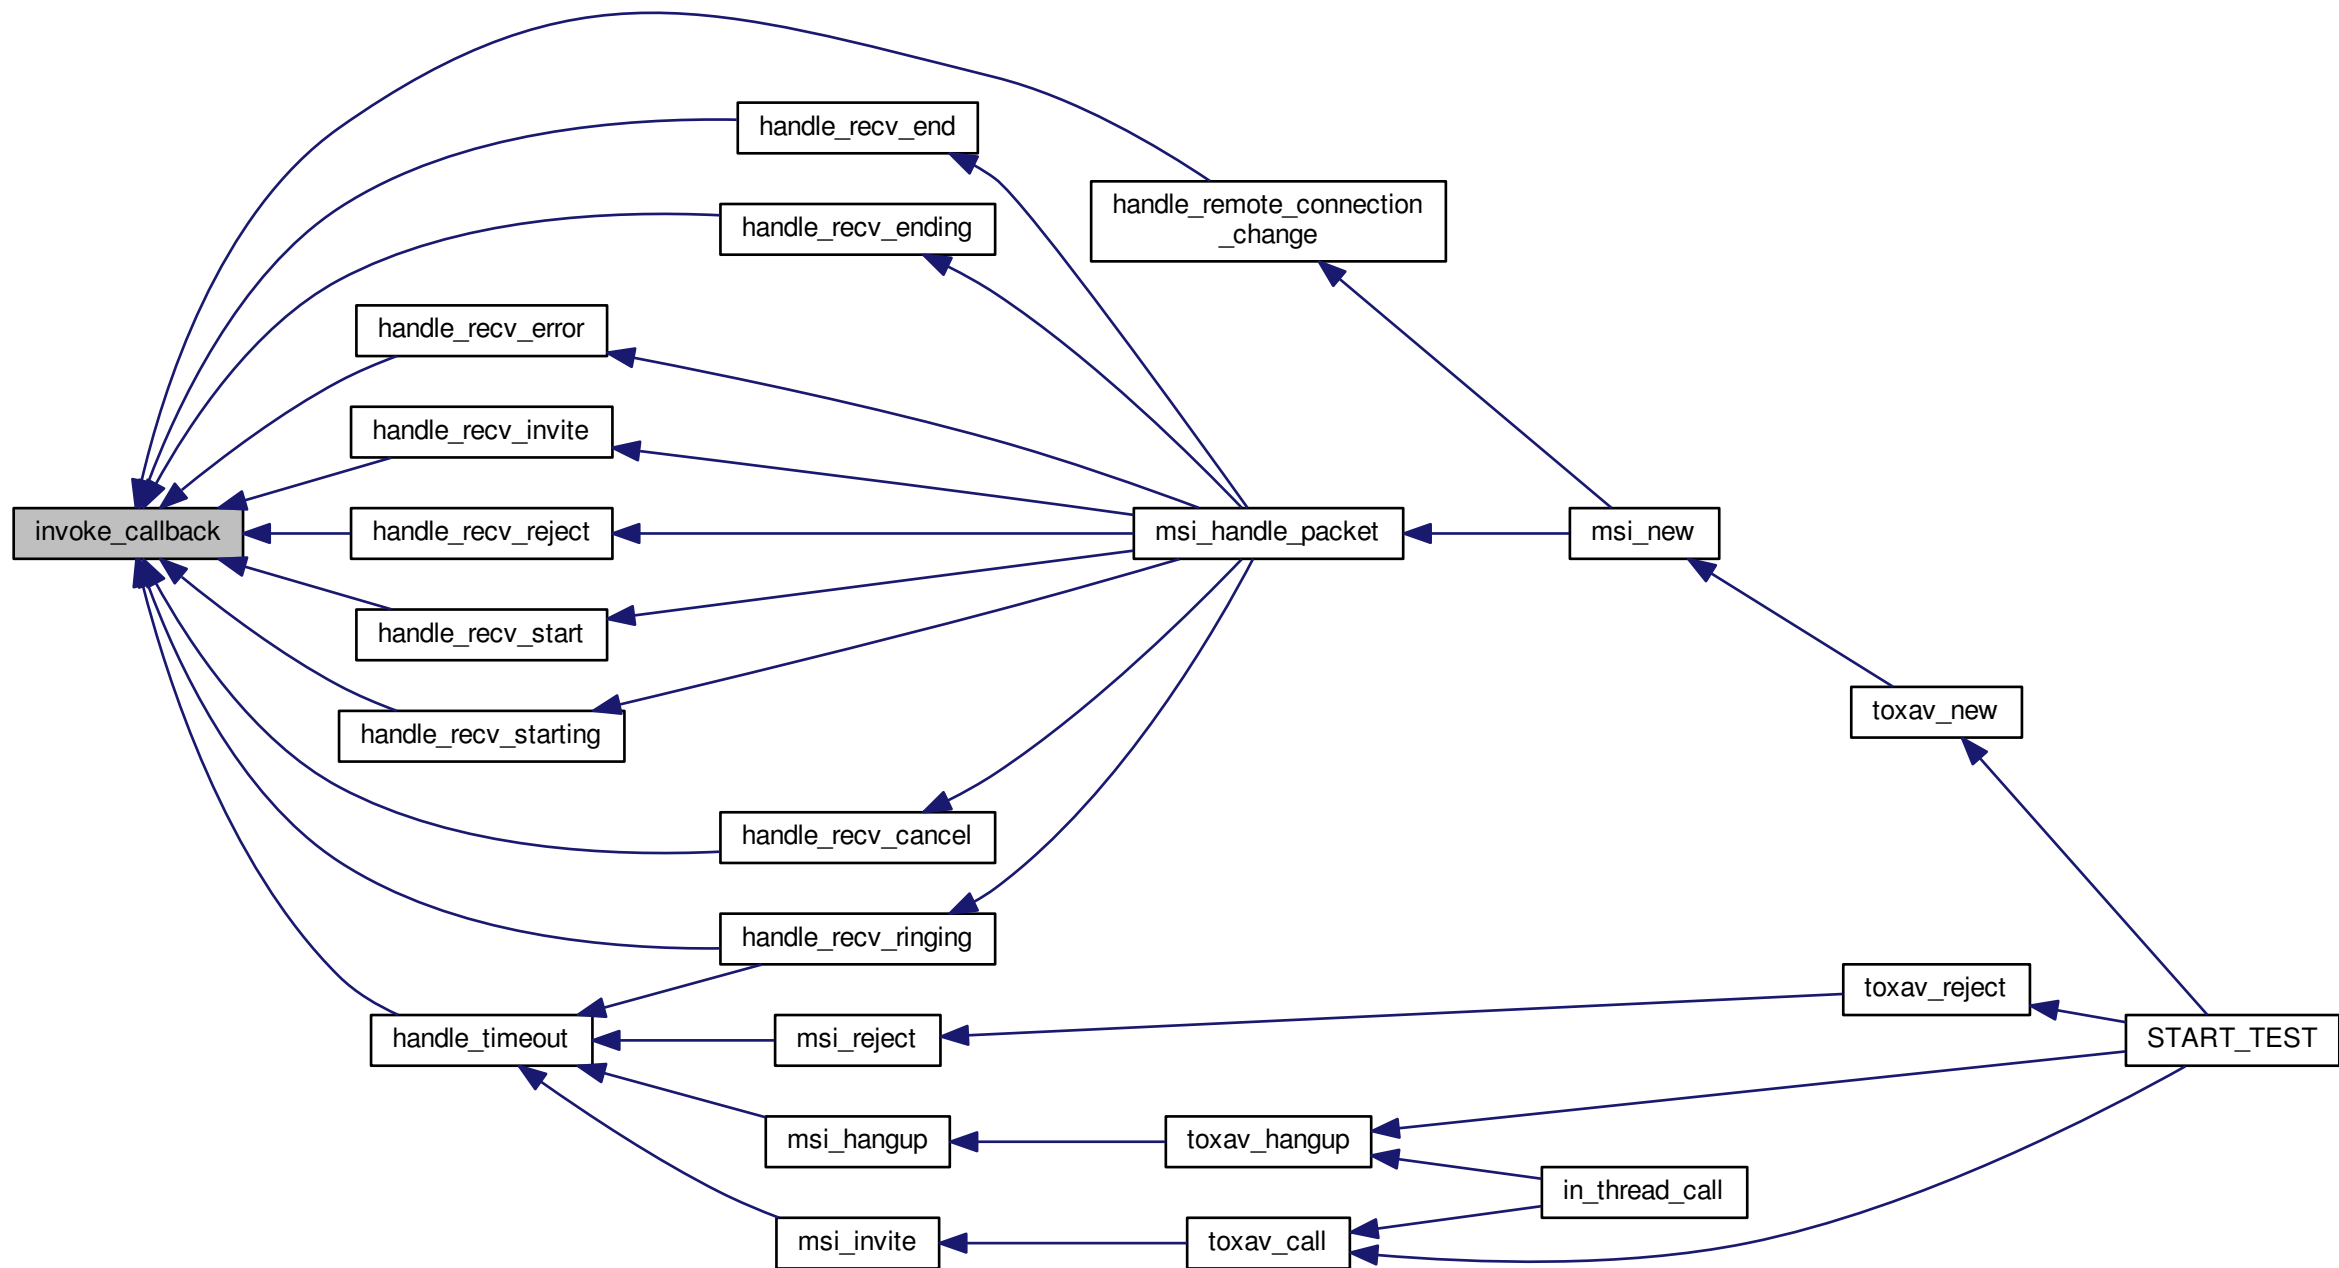 handle_recv_end
handle_remote_connection
_change
handle_recv_ending
handle_recv_error
handle_recv_invite
invoke_callback
handle_recv_reject
msi_handle_packet
msi_new
handle_recv_start
toxav_new
handle_recv_starting
handle_recv_cancel
handle_recv_ringing
toxav_reject
handle_timeout
msi_reject
START_TEST
msi_hangup
toxav_hangup
in_thread_call
msi_invite
toxav_call